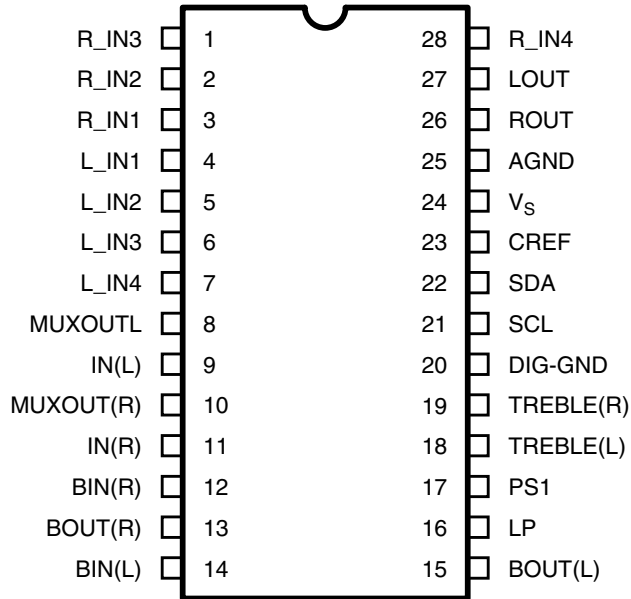 R_IN3 1 28 R_IN4
R_IN2 2 27 LOUT
R_IN1 3 26 ROUT
L_IN1 4 25 AGND
L_IN2 5 24 VS
L_IN3 6 23 CREF
L_IN4 7 22 SDA
MUXOUTL 8 21 SCL
IN(L) 9 20 DIG-GND
MUXOUT(R) 10 19 TREBLE(R)
IN(R) 11 18 TREBLE(L)
BIN(R) 12 17 PS1
BOUT(R) 13 16 LP
BIN(L) 14 15 BOUT(L)